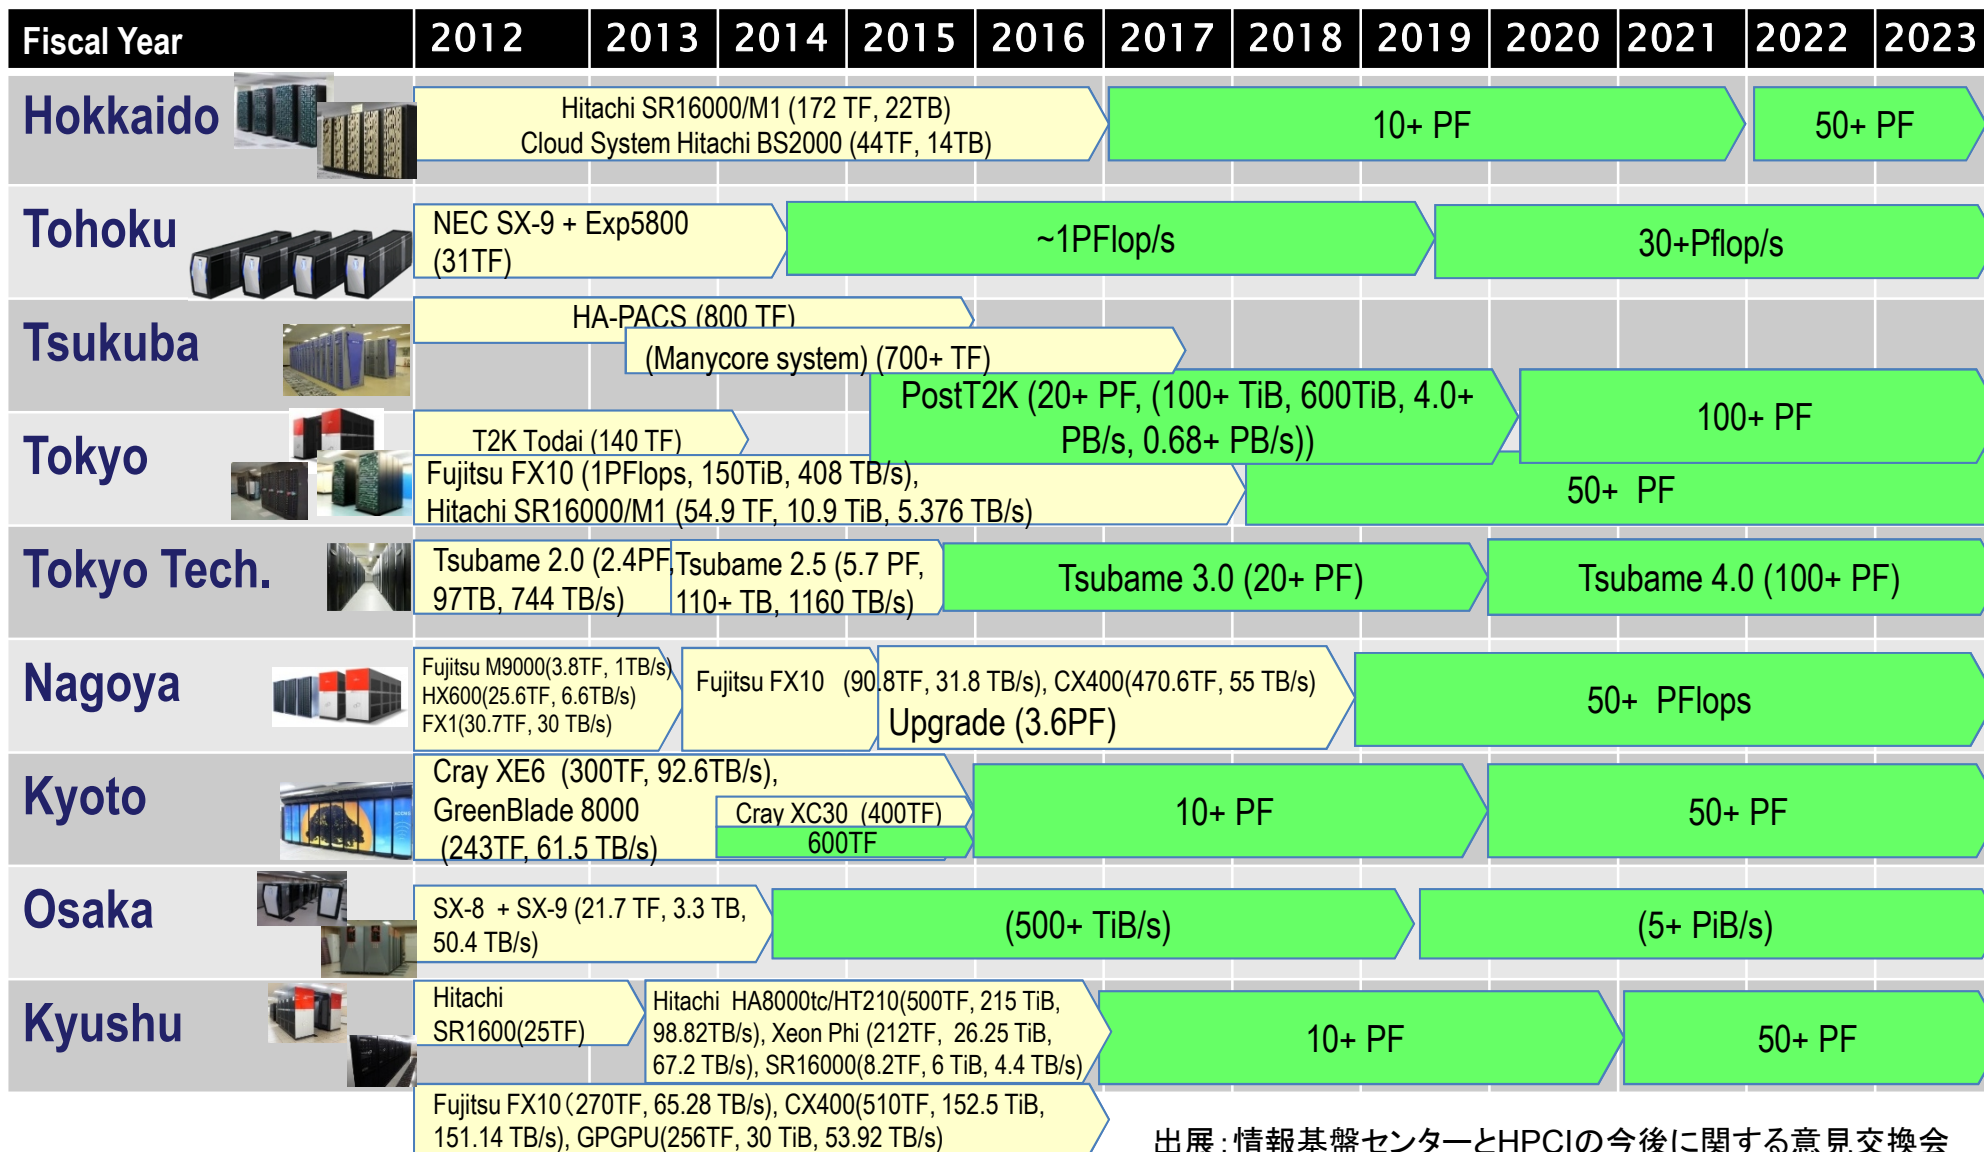 Fiscal Year 2012 2013 2014 2015 2016 2017 2018 2019 2020 2021 2022 2023
Hokkaido
Hitachi SR16000/M1 (172 TF, 22TB)
Cloud System Hitachi BS2000 (44TF, 14TB)
10+ PF
50+ PF
Tohoku
NEC SX-9 + Exp5800
(31TF)
~1PFlop/s
30+Pflop/s
Tsukuba
HA-PACS (800 TF)
(Manycore system) (700+ TF)
PostT2K (20+ PF, (100+ TiB, 600TiB, 4.0+
PB/s, 0.68+ PB/s))
100+ PF
Tokyo
T2K Todai (140 TF)
Fujitsu FX10 (1PFlops, 150TiB, 408 TB/s),
Hitachi SR16000/M1 (54.9 TF, 10.9 TiB, 5.376 TB/s)
50+ PF
Tokyo Tech.
Tsubame 2.0 (2.4PF,
97TB, 744 TB/s)
Tsubame 2.5 (5.7 PF,
110+ TB, 1160 TB/s)
Tsubame 3.0 (20+ PF)
Tsubame 4.0 (100+ PF)
Nagoya
Fujitsu M9000(3.8TF, 1TB/s)
HX600(25.6TF, 6.6TB/s)
FX1(30.7TF, 30 TB/s)
Fujitsu FX10 (90.8TF, 31.8 TB/s), CX400(470.6TF, 55 TB/s)
Upgrade (3.6PF)
50+ PFlops
Kyoto
Cray XE6 (300TF, 92.6TB/s),
GreenBlade 8000
(243TF, 61.5 TB/s)
Cray XC30 (400TF)
600TF
10+ PF
50+ PF
Osaka
SX-8 + SX-9 (21.7 TF, 3.3 TB,
50.4 TB/s)
(500+ TiB/s)
(5+ PiB/s)
Kyushu
Hitachi
SR1600(25TF)
Hitachi HA8000tc/HT210(500TF, 215 TiB,
98.82TB/s), Xeon Phi (212TF, 26.25 TiB,
67.2 TB/s), SR16000(8.2TF, 6 TiB, 4.4 TB/s)
10+ PF
50+ PF
Fujitsu FX10(270TF, 65.28 TB/s), CX400(510TF, 152.5 TiB,
151.14 TB/s), GPGPU(256TF, 30 TiB, 53.92 TB/s)
出展：情報基盤センターとHPCIの今後に関する意見交換会